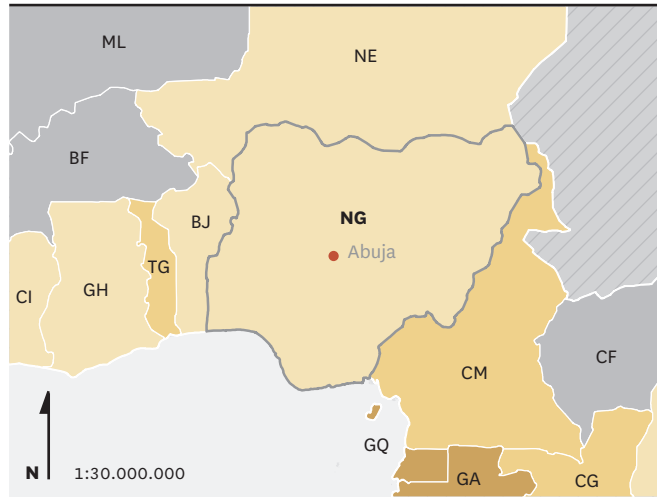 ML
NE
BF
BJ
NG
Abuja
TG
GH
CI
CF
CM
GQ
N
1:30.000.000
GA
CG